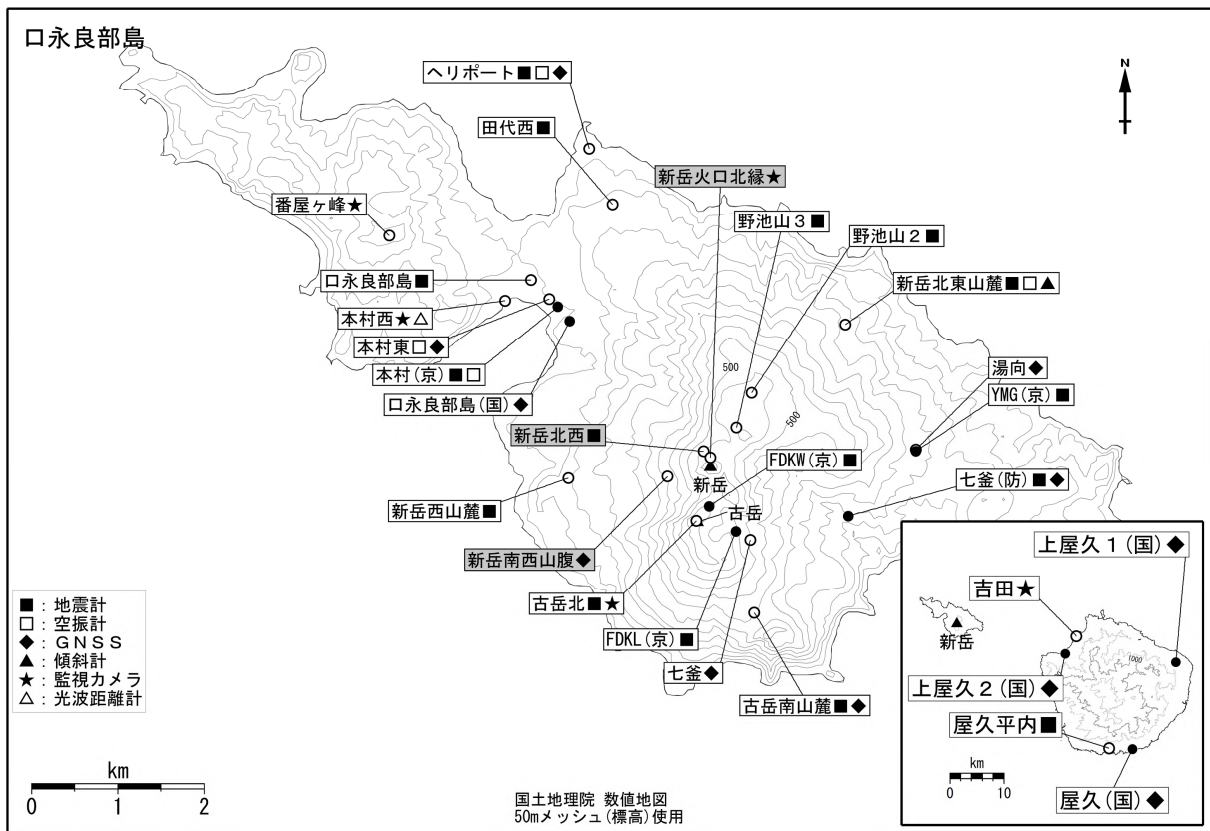 口永良部島
N
ヘリポート■□◆
田代西■
新岳火口北縁★
番屋ヶ峰★
野池山3■
野池山2■
口永良部島■
新岳北東山麓■□▲
本村西★△
本村東□◆
本村(京)■□
500
湯向◆
YMG(京)■
口永良部島(国)◆
500
新岳北西■
FDKW(京)■
新岳
七釜(防)■◆
新岳西山麓■
古岳
新岳南西山腹◆
古岳北■★
FDKL(京)■
七釜◆
古岳南山麓■◆
■:地震計
□:空振計
◆:GNSS
▲:傾斜計
★:監視カメラ
△:光波距離計
km
0 1 2
国土地理院 数値地図
50mメッシュ(標高)使用
上屋久1(国)◆
吉田★
新岳
1000
上屋久2(国)◆
屋久平内■
km
0 10
屋久(国)◆